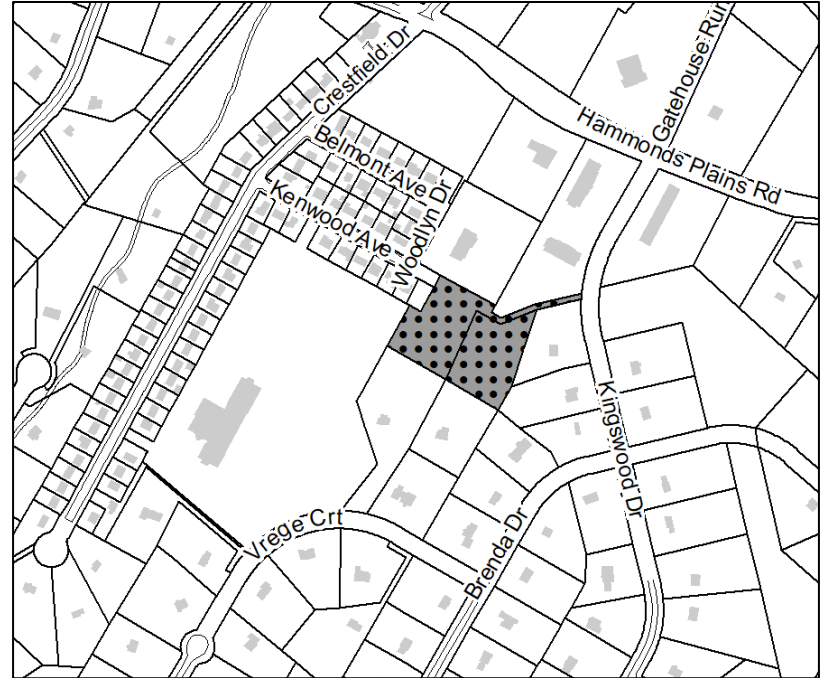 Crestfield Dr
Gatehouse Run
Hammonds Plains Rd
Belmont Ave
Kenwood Ave
Woodlyn Dr
Kingswood Dr
Vrege Crt
Brenda Dr